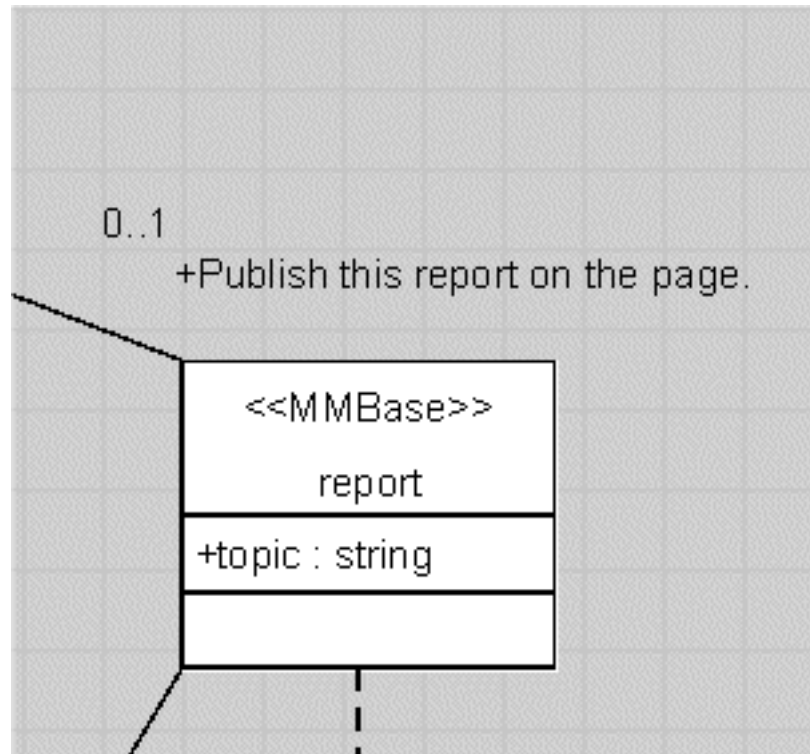 0..1
+Publish this report on the page.
<<MMBase>>
report
+topic : string